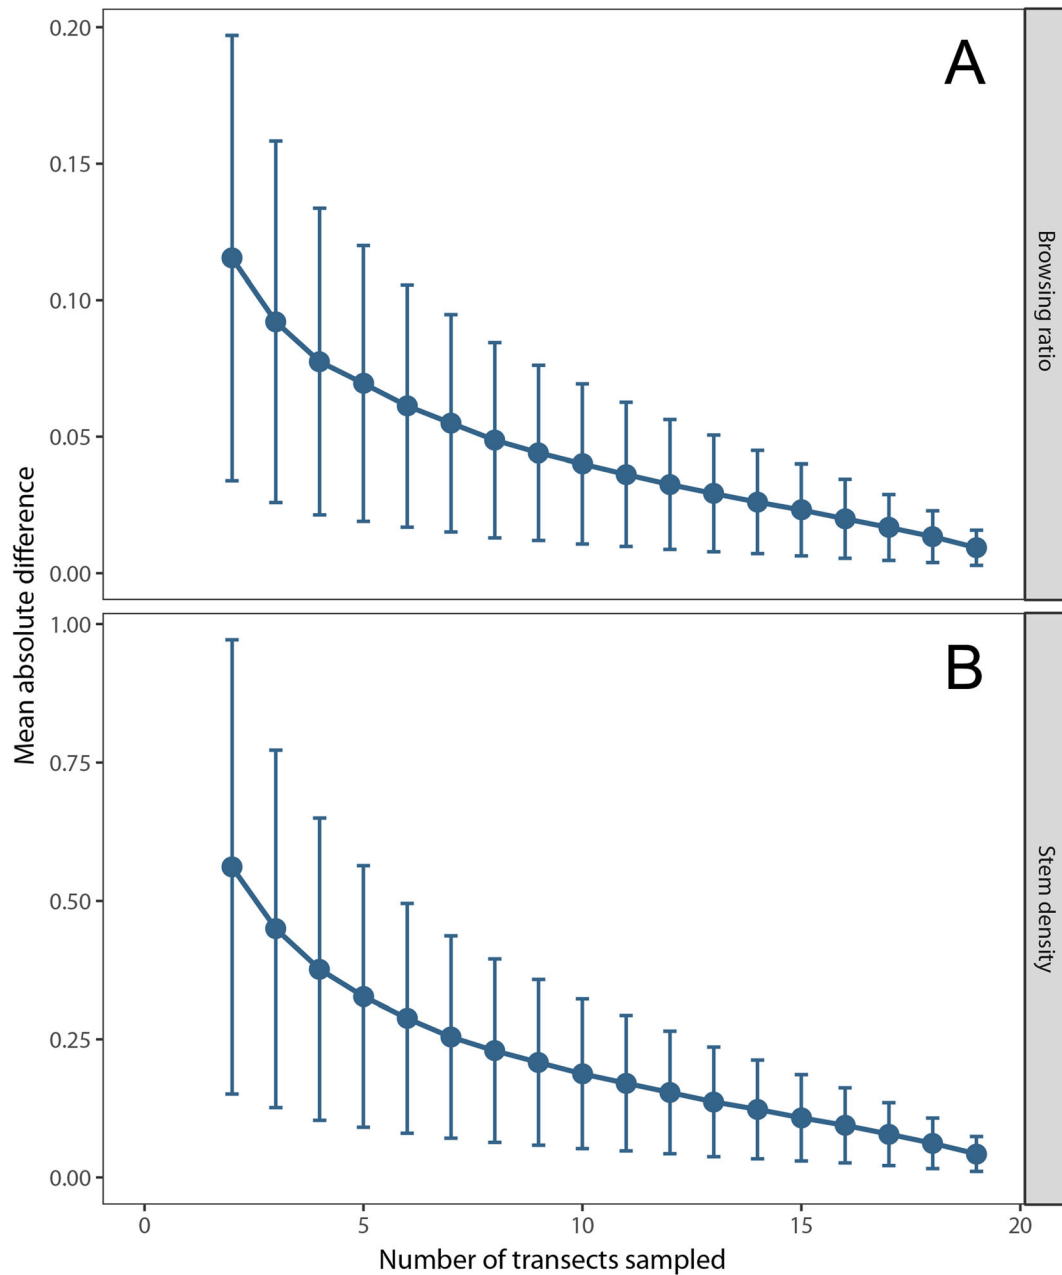 A
0.20
0.15
0.10
0.05
0.00
Browsing ratio
Mean absolute difference
B
1.00
0.75
0.50
0.25
0.00
Stem density
0 5 10 15 20
Number of transects sampled